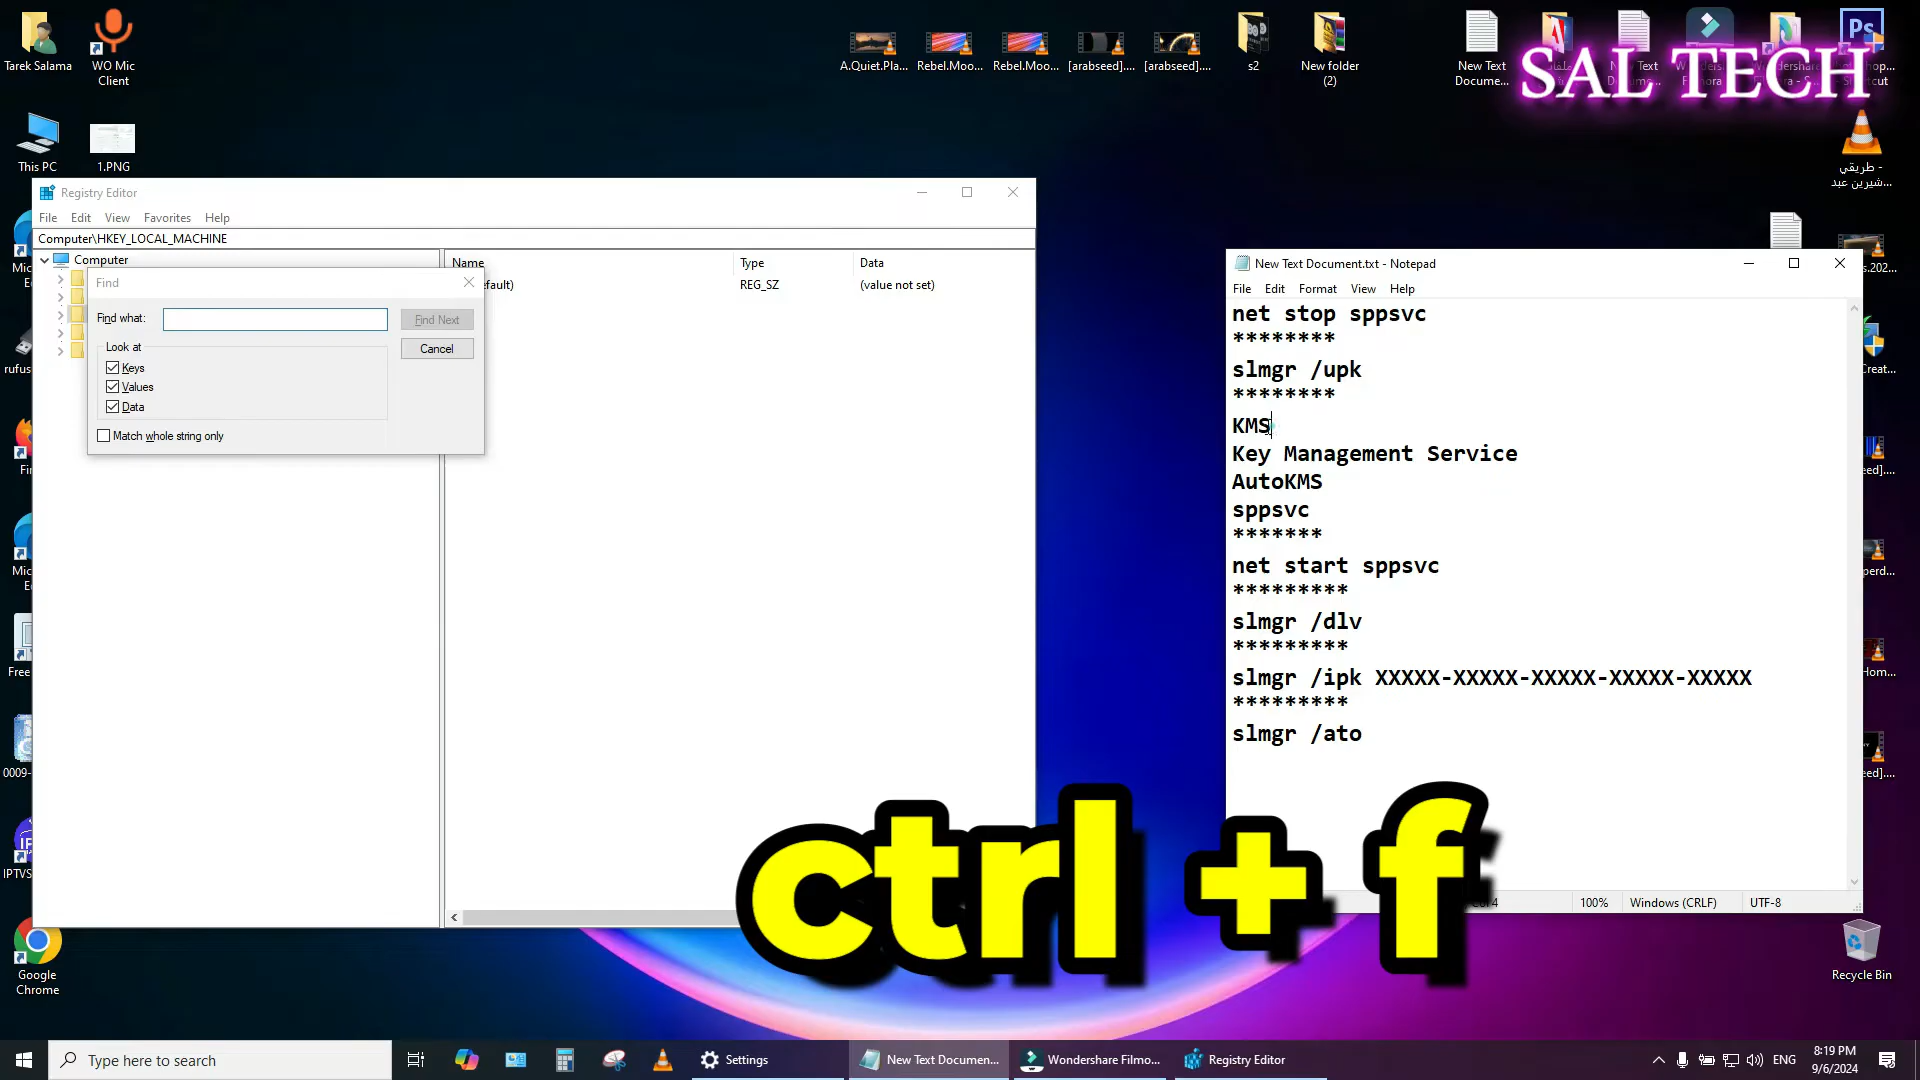 Tarek Salama
WO Mic
Client
A.Quiet.Pla...
Rebel.Moo...
Rebel.Moo...
[arabseed]....
[arabseed]....
s2
New folder
(2)
New Text
Docume...
SAL TECH
This PC
1.PNG
طريقي -
شيرين عبد...
Registry Editor
File Edit View Favorites Help
Computer\HKEY_LOCAL_MACHINE
Computer
Name Type Data
efault) REG_SZ (value not set)
Find
Find what:
Find Next
Cancel
Look at
Keys
Values
Data
Match whole string only
New Text Document.txt - Notepad
File Edit Format View Help
net stop sppsvc
********
slmgr /upk
********
KMS
Key Management Service
AutoKMS
sppsvc
*******
net start sppsvc
*********
slmgr /dlv
*********
slmgr /ipk XXXXX-XXXXX-XXXXX-XXXXX-XXXXX
*********
slmgr /ato
100% Windows (CRLF) UTF-8
ctrl + f
Google
Chrome
Recycle Bin
Type here to search
Settings
New Text Documen...
Wondershare Filmo...
Registry Editor
ENG
8:19 PM
9/6/2024